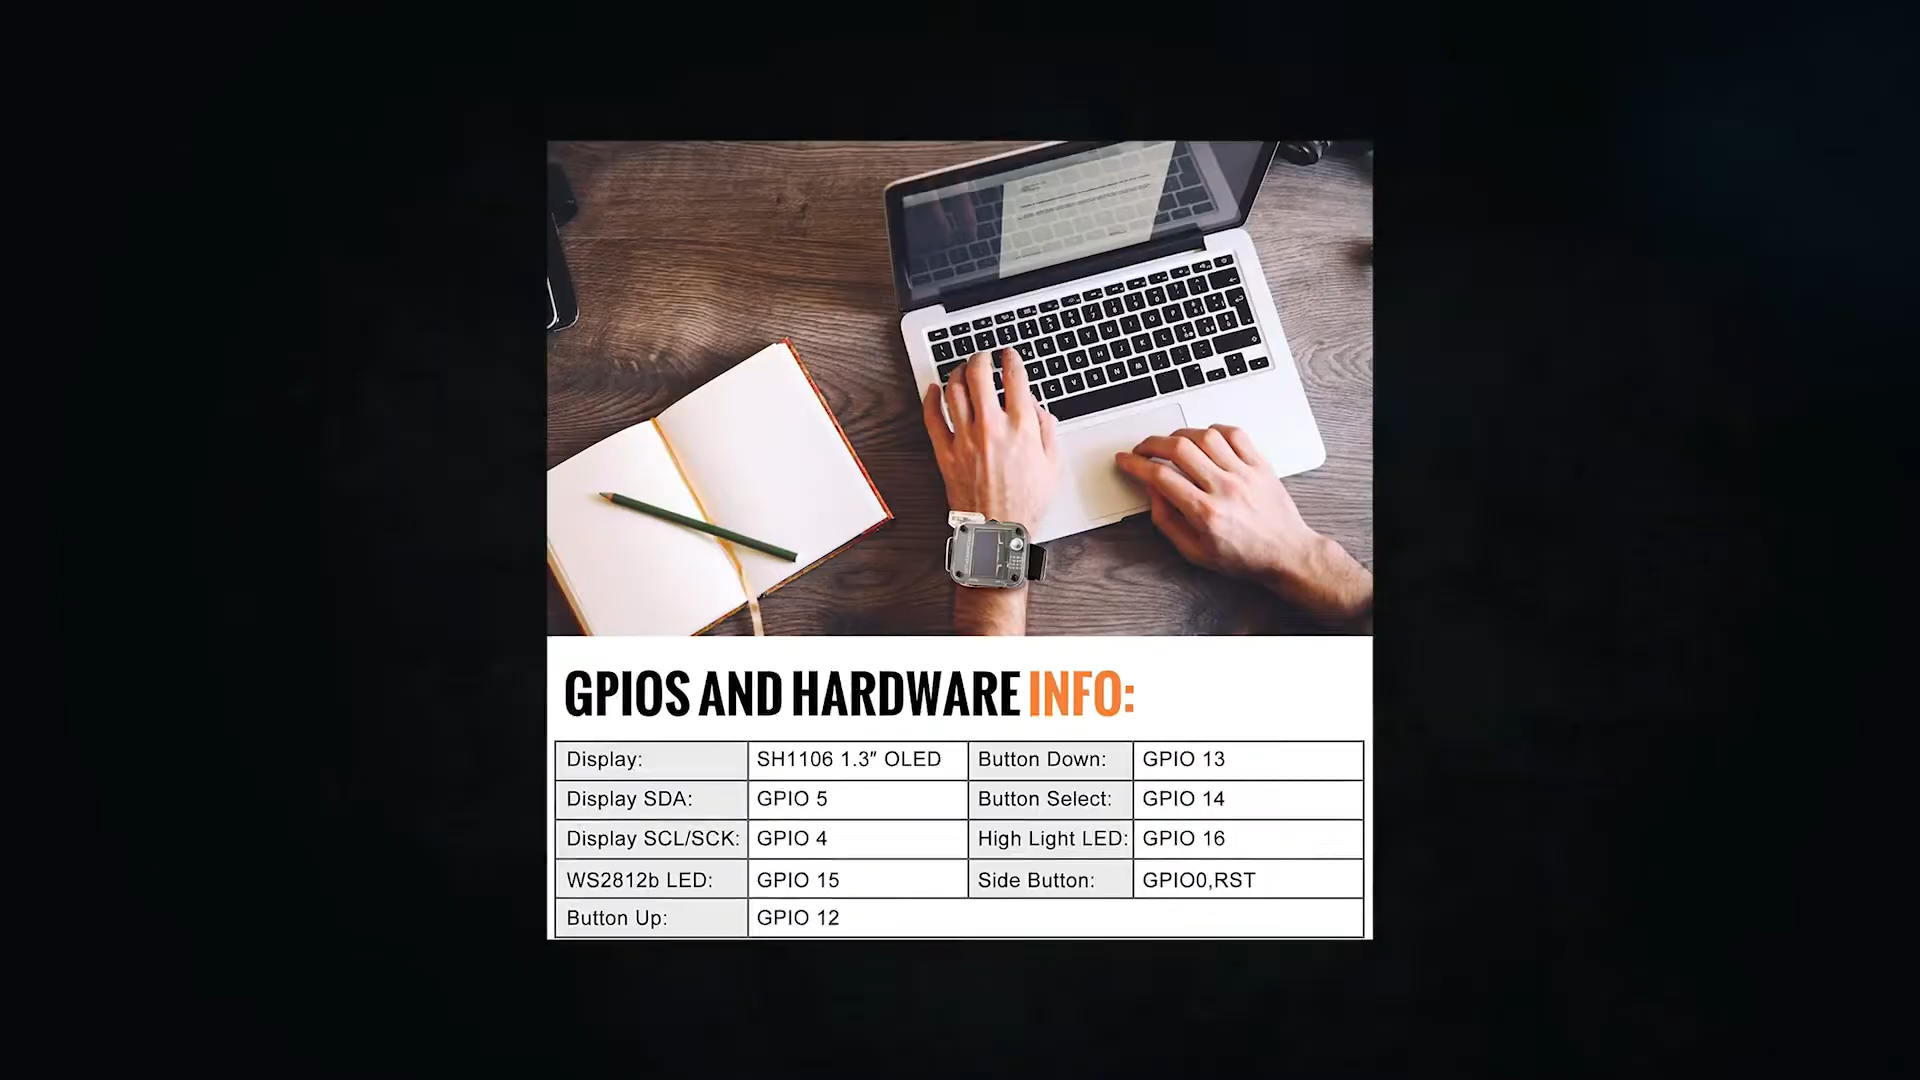 GPIOS AND HARDWARE INFO:
Display: SH1106 1.3″ OLED Button Down: GPIO 13
Display SDA: GPIO 5 Button Select: GPIO 14
Display SCL/SCK: GPIO 4 High Light LED: GPIO 16
WS2812b LED: GPIO 15 Side Button: GPIO0,RST
Button Up: GPIO 12